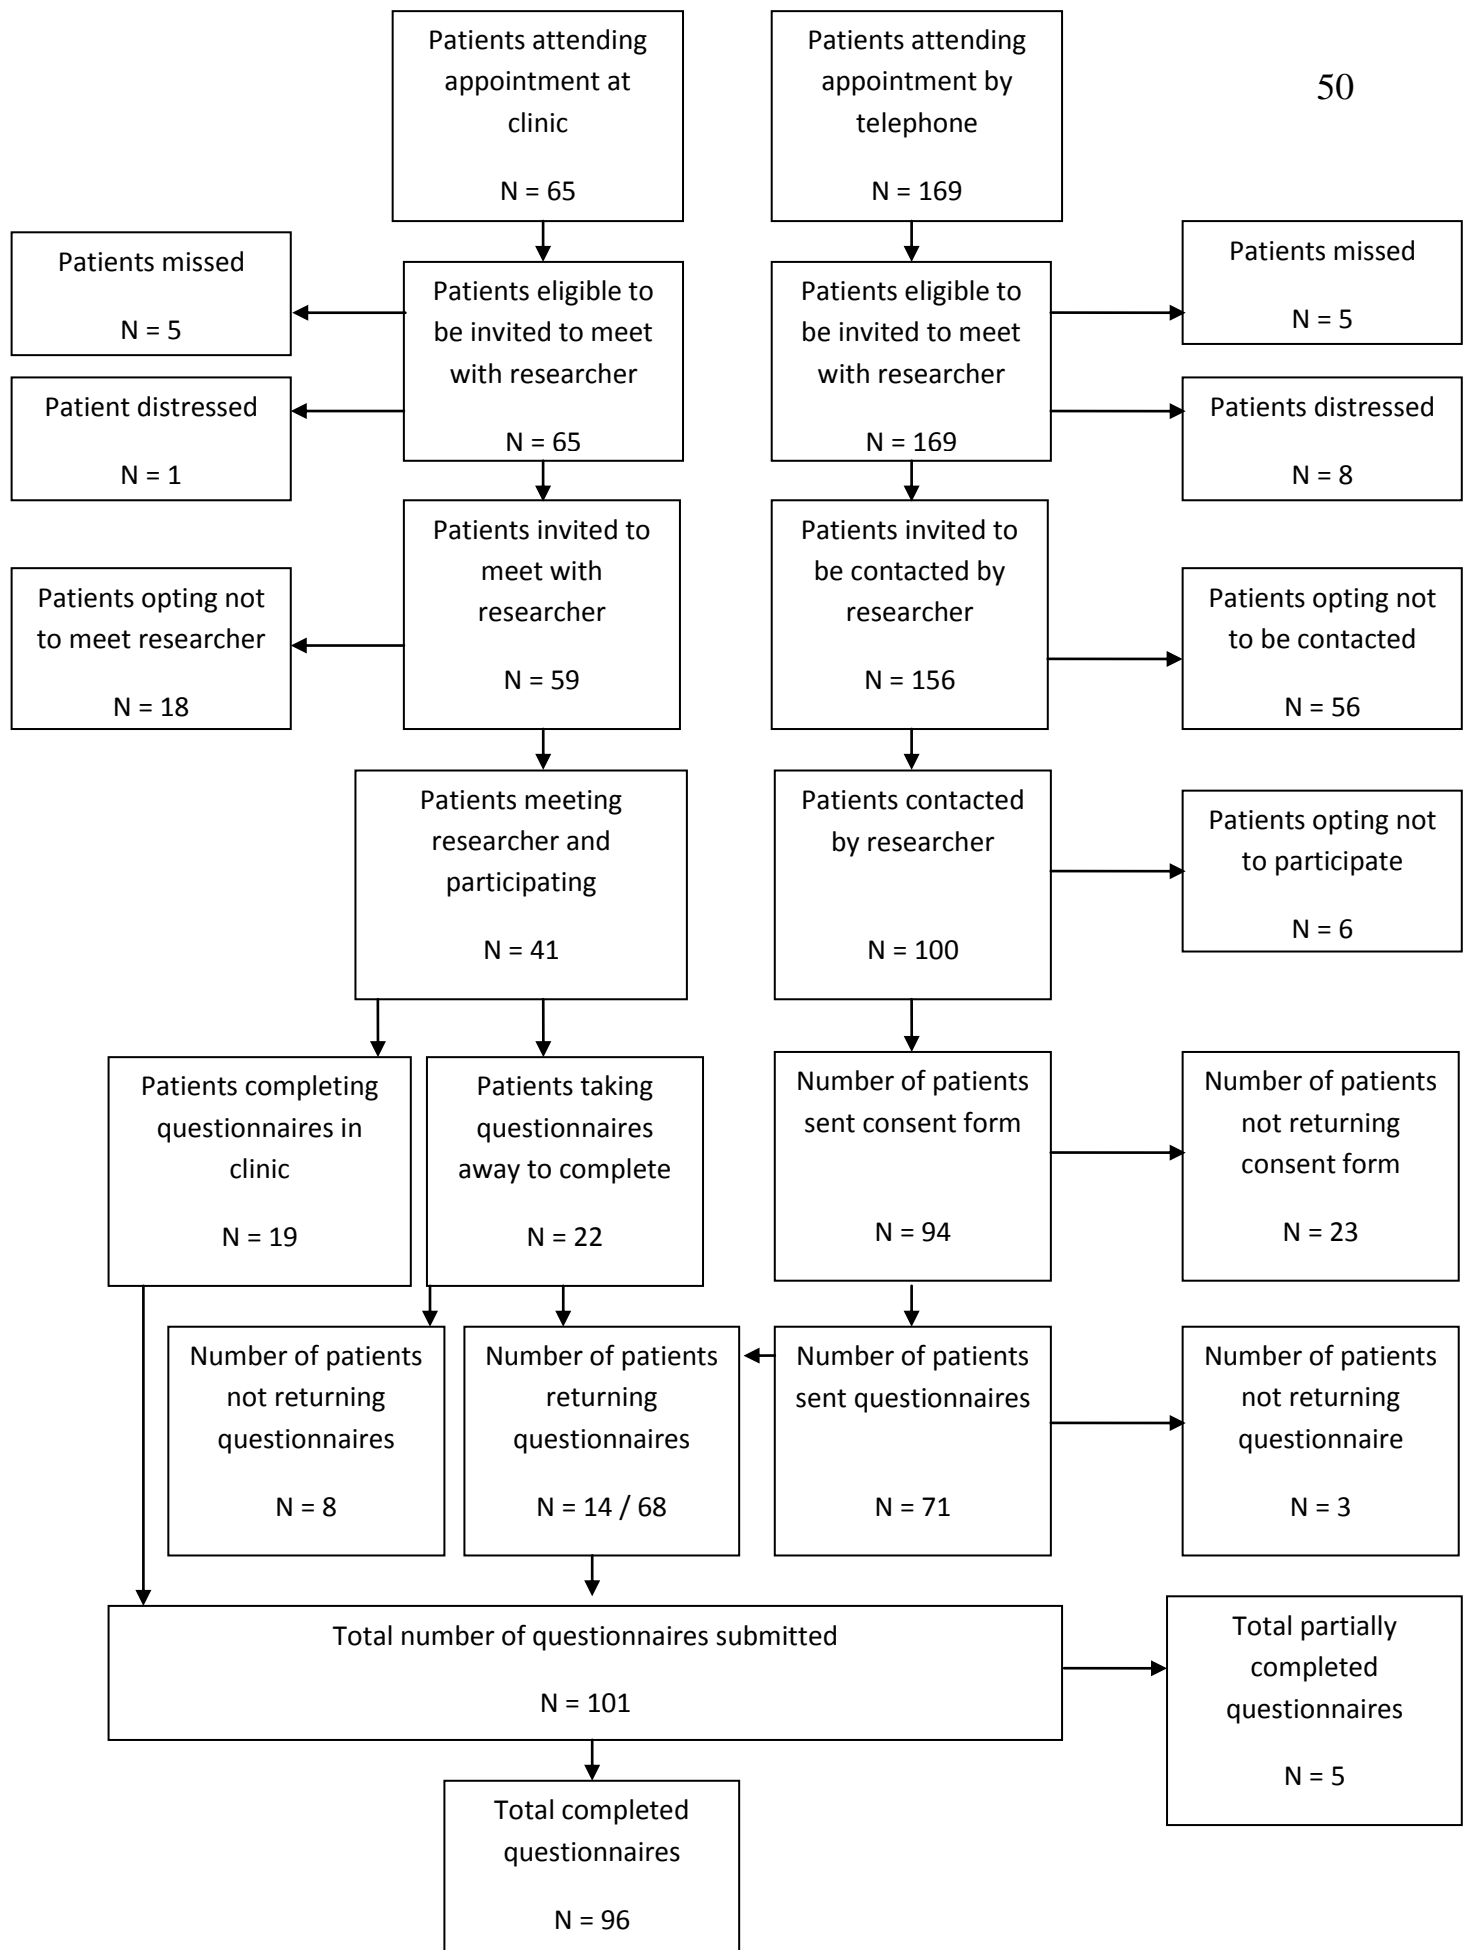 Patients attending
appointment at
clinic
N = 65
Patients attending
appointment by
telephone
N = 169
50
Patients missed
N = 5
Patients eligible to
be invited to meet
with researcher
N = 65
Patients eligible to
be invited to meet
with researcher
N = 169
Patients missed
N = 5
Patient distressed
N = 1
Patients distressed
N = 8
Patients invited to
meet with
researcher
N = 59
Patients invited to
be contacted by
researcher
N = 156
Patients opting not
to meet researcher
N = 18
Patients opting not
to be contacted
N = 56
Patients meeting
researcher and
participating
N = 41
Patients contacted
by researcher
N = 100
Patients opting not
to participate
N = 6
Patients completing
questionnaires in
clinic
N = 19
Patients taking
questionnaires
away to complete
N = 22
Number of patients
sent consent form
N = 94
Number of patients
not returning
consent form
N = 23
Number of patients
not returning
questionnaires
N = 8
Number of patients
returning
questionnaires
N = 14 / 68
Number of patients
sent questionnaires
N = 71
Number of patients
not returning
questionnaire
N = 3
Total number of questionnaires submitted
N = 101
Total partially
completed
questionnaires
N = 5
Total completed
questionnaires
N = 96